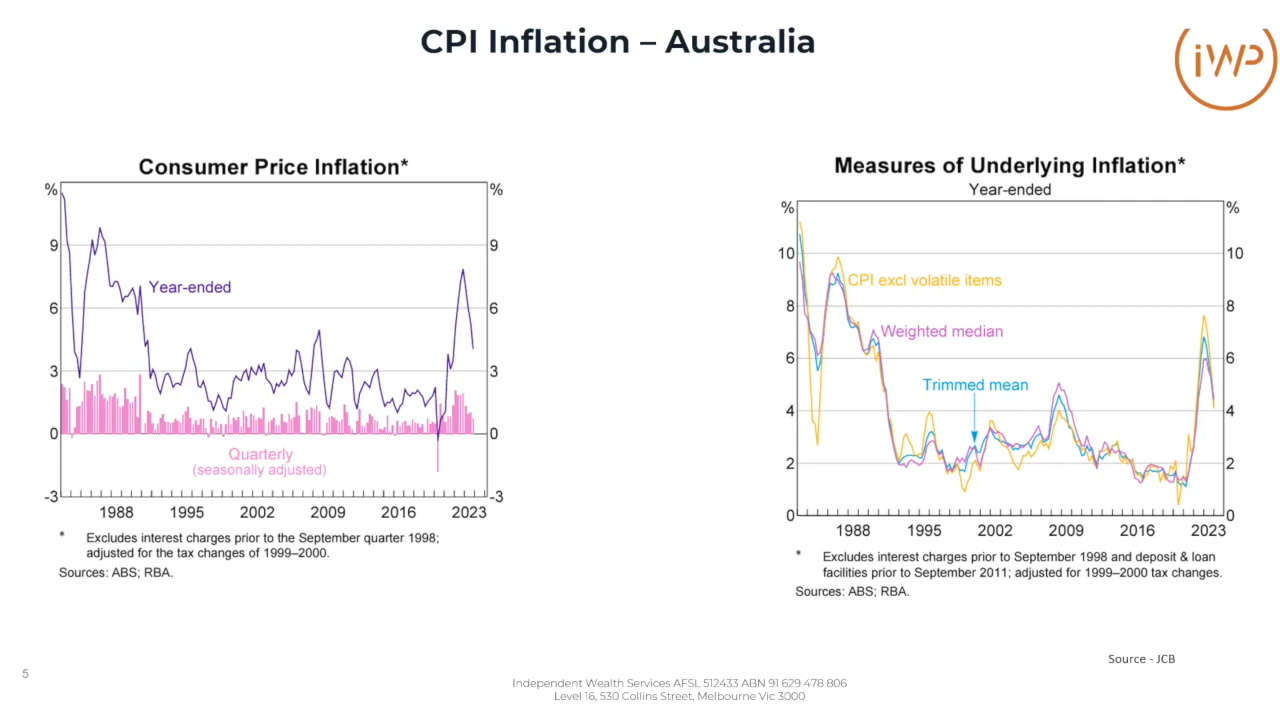 CPI Inflation – Australia
iWP
Consumer Price Inflation*
%
%
9
9
Year-ended
6
6
3
3
0
0
Quarterly
(seasonally adjusted)
-3
-3
1988 1995 2002 2009 2016 2023
* Excludes interest charges prior to the September quarter 1998;
adjusted for the tax changes of 1999–2000.
Sources: ABS; RBA.
Measures of Underlying Inflation*
Year-ended
%
%
10
10
CPI excl volatile items
8
8
Weighted median
6
6
Trimmed mean
4
4
2
2
0
0
1988 1995 2002 2009 2016 2023
* Excludes interest charges prior to September 1998 and deposit & loan
facilities prior to September 2011; adjusted for 1999–2000 tax changes.
Sources: ABS; RBA.
Source - JCB
5
Independent Wealth Services AFSL 512433 ABN 91 629 478 806
Level 16, 530 Collins Street, Melbourne Vic 3000